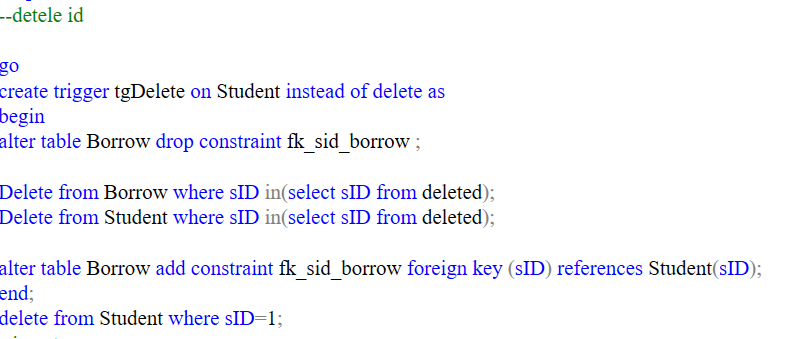 --detele id
go
create trigger tgDelete on Student instead of delete as
begin
alter table Borrow drop constraint fk_sid_borrow ;
Delete from Borrow where sID in(select sID from deleted);
Delete from Student where sID in(select sID from deleted);
alter table Borrow add constraint fk_sid_borrow foreign key (sID) references Student(sID);
end;
delete from Student where sID=1;